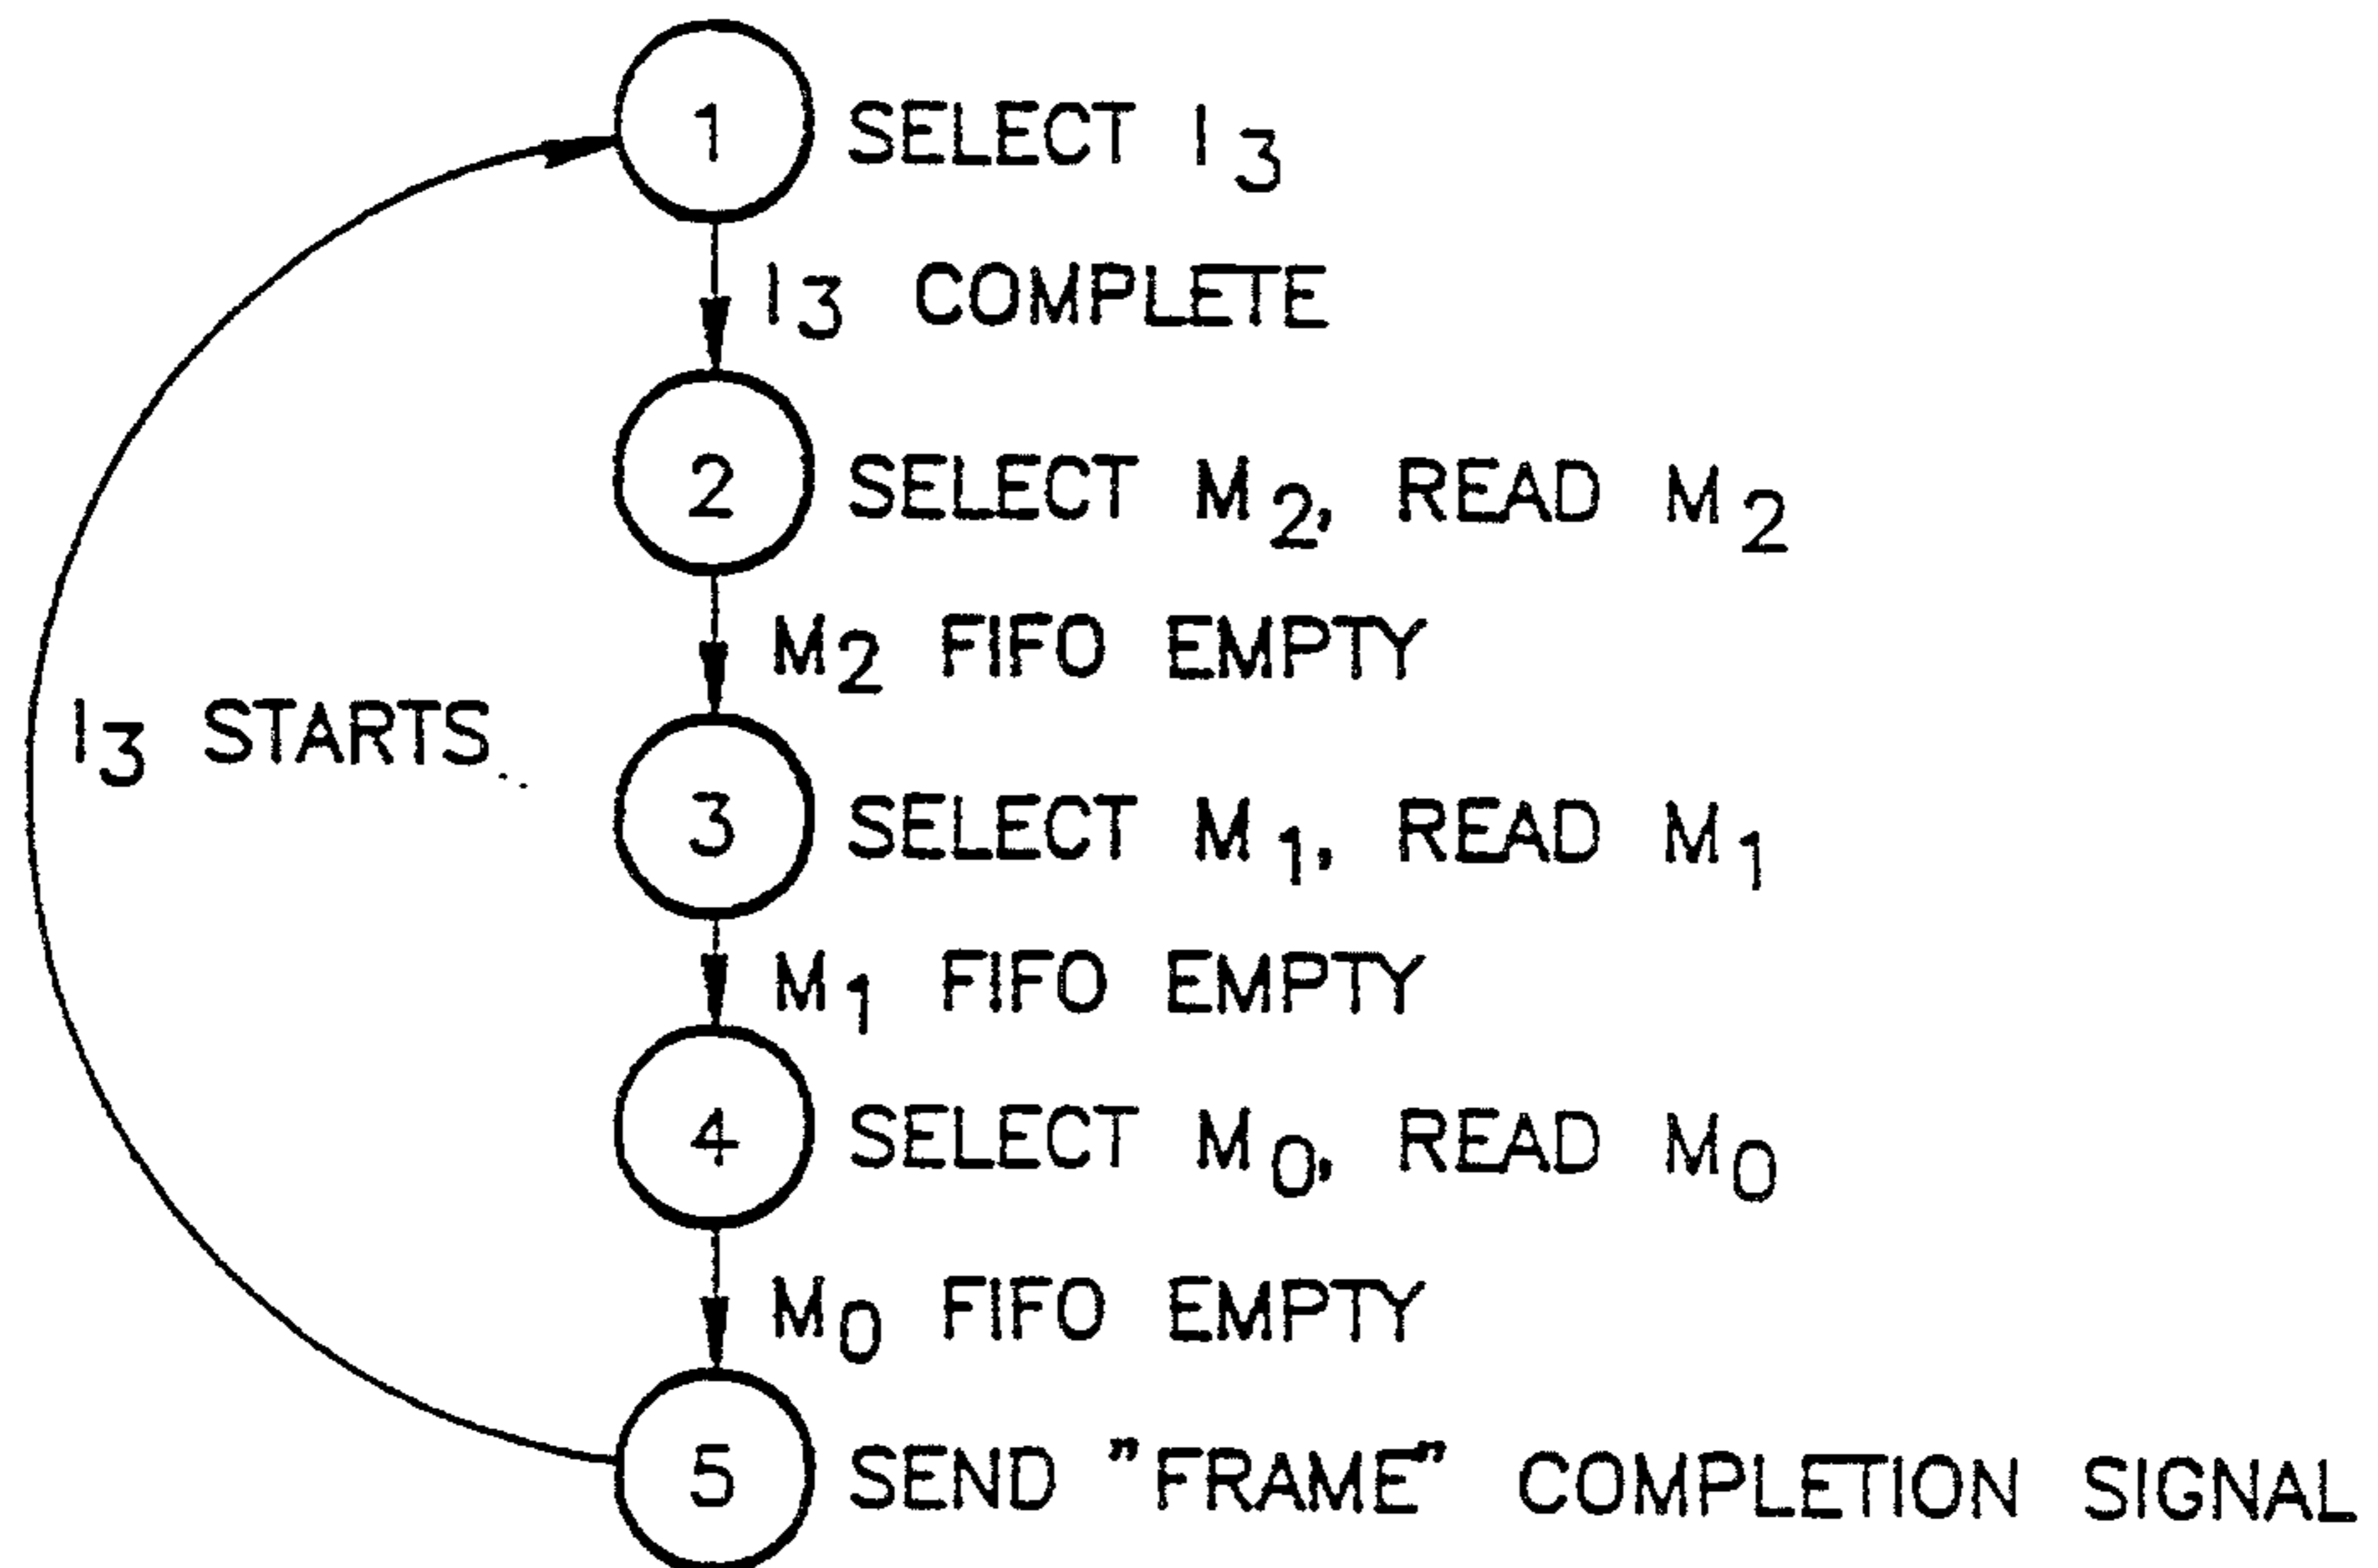 1 SELECT I3
I3 COMPLETE
2 SELECT M2, READ M2
M2 FIFO EMPTY
I3 STARTS
3 SELECT M1, READ M1
M1 FIFO EMPTY
4 SELECT M0, READ M0
M0 FIFO EMPTY
5 SEND "FRAME" COMPLETION SIGNAL